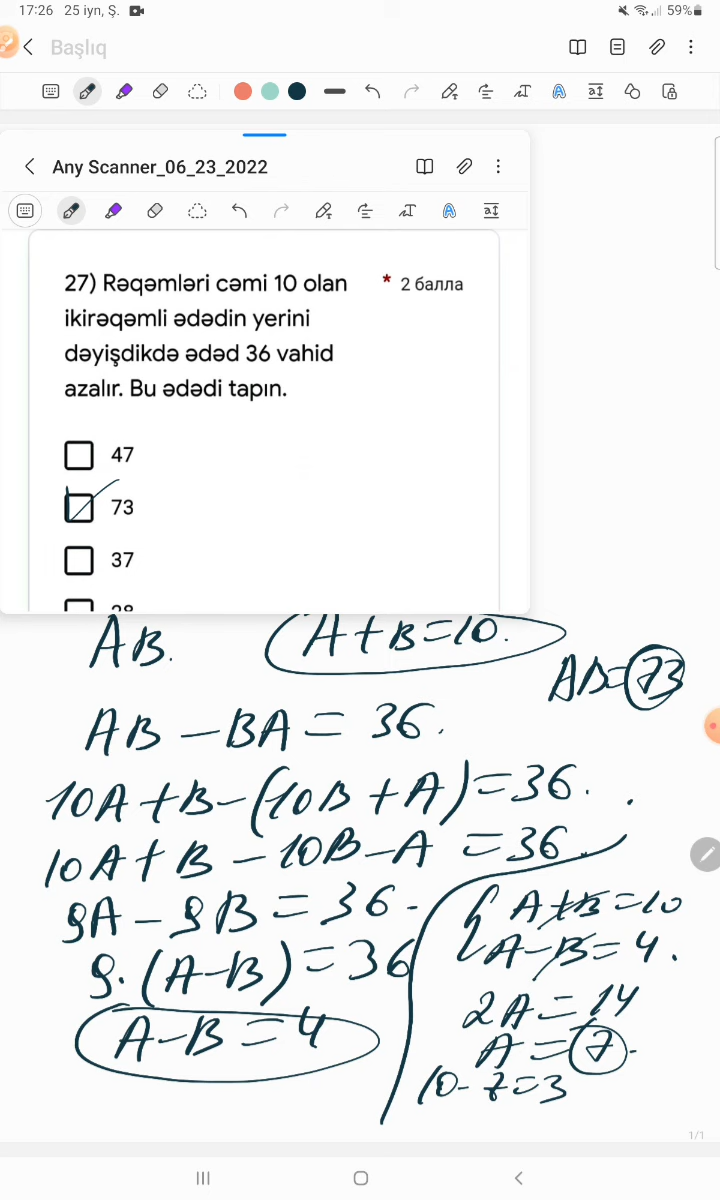 17:26 25 iyn, Ş. 59%
Başlıq
Any Scanner_06_23_2022
27) Rəqəmləri cəmi 10 olan * 2 балла
ikirəqəmli ədədin yerini
dəyişdikdə ədəd 36 vahid
azalır. Bu ədədi tapın.
47
73
37
AB. A+B=10.
AB=73
AB-BA=36.
10A+B-(10B+A)=36.
10A+B-10B-A=36
9A-9B=36.
9.(A-B)=36
A-B=4
A+B=10
A-B=4.
2A=14
A=7.
10-7=3
1/1